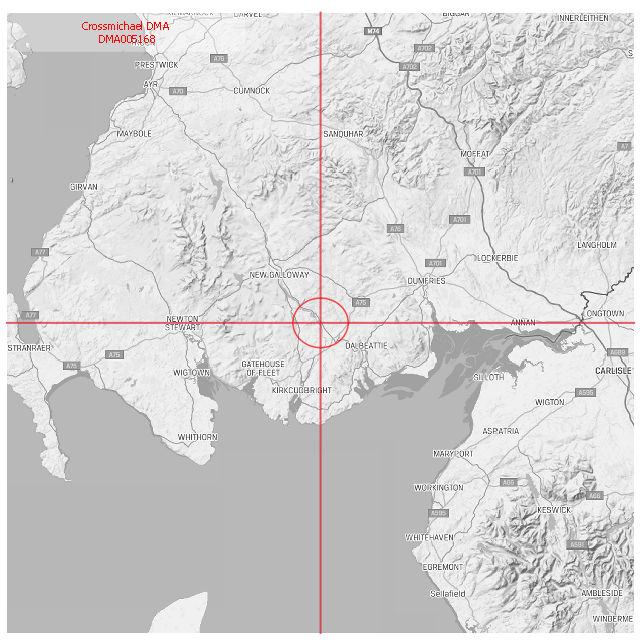 BIGGAR
INNERLEITHEN
Crossmichael DMA
DMA005168
M74
A702
A76
PRESTWICK
A702
AYR
A70
CUMNOCK
MAYBOLE
SANQUHAR
A7
MOFFAT
A701
GIRVAN
A701
A76
LANGHOLM
A77
LOCKERBIE
A701
NEW GALLOWAY
DUMFRIES
A75
A77
NEWTON
STEWART
ANNAN
ONGTOWN
STRANRAER
DALBEATTIE
A75
A689
A75
GATEHOUSE
OF FLEET
WIGTOWN
CARLISLE
SILLOTH
KIRKCUDBRIGHT
A595
WIGTON
WHITHORN
ASPATRIA
MARYPORT
A66
WORKINGTON
A66
A595
KESWICK
WHITEHAVEN
A591
EGREMONT
Sellafield
AMBLESIDE
WINDERME